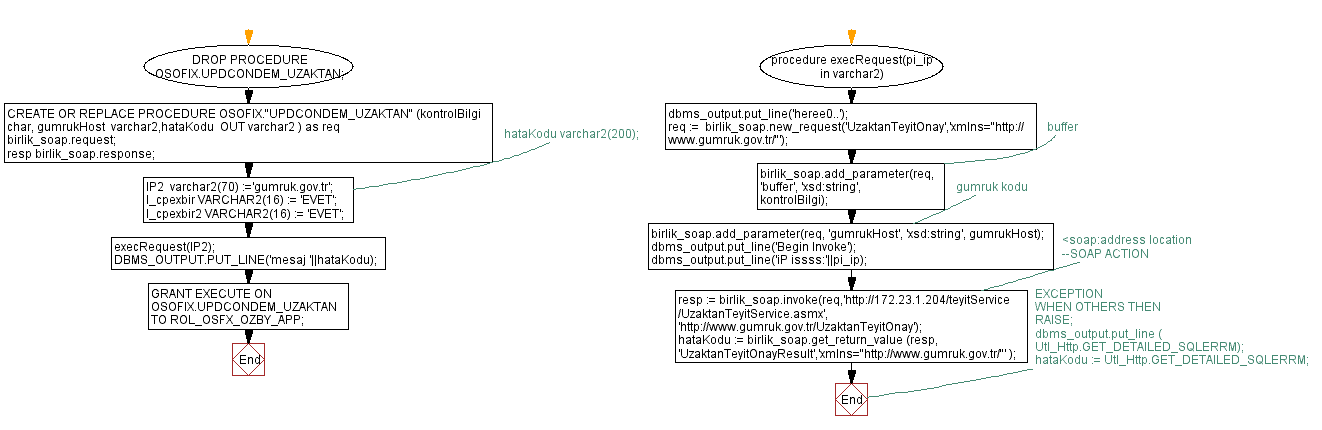 DROP PROCEDURE
OSOFIX.UPDCONDEM_UZAKTAN;
CREATE OR REPLACE PROCEDURE OSOFIX."UPDCONDEM_UZAKTAN" (kontrolBilgi
char, gumrukHost varchar2,hataKodu OUT varchar2 ) as req
birlik_soap.request;
resp birlik_soap.response;
hataKodu varchar2(200);
IP2 varchar2(70) :='gumruk.gov.tr';
l_cpexbir VARCHAR2(16) := 'EVET';
l_cpexbir2 VARCHAR2(16) := 'EVET';
execRequest(IP2);
DBMS_OUTPUT.PUT_LINE('mesaj '||hataKodu);
GRANT EXECUTE ON
OSOFIX.UPDCONDEM_UZAKTAN
TO ROL_OSFX_OZBY_APP;
End
procedure execRequest(pi_ip
in varchar2)
dbms_output.put_line('heree0..');
req := birlik_soap.new_request('UzaktanTeyitOnay','xmlns="http://
www.gumruk.gov.tr/"');
buffer
birlik_soap.add_parameter(req,
'buffer', 'xsd:string',
kontrolBilgi);
gumruk kodu
birlik_soap.add_parameter(req, 'gumrukHost', 'xsd:string', gumrukHost);
dbms_output.put_line('Begin Invoke');
dbms_output.put_line('iP issss:'||pi_ip);
<soap:address location
--SOAP ACTION
resp := birlik_soap.invoke(req,'http://172.23.1.204/teyitService
/UzaktanTeyitService.asmx',
'http://www.gumruk.gov.tr/UzaktanTeyitOnay');
hataKodu := birlik_soap.get_return_value (resp,
'UzaktanTeyitOnayResult','xmlns="http://www.gumruk.gov.tr/"' );
EXCEPTION
WHEN OTHERS THEN
RAISE;
dbms_output.put_line (
Utl_Http.GET_DETAILED_SQLERRM);
hataKodu := Utl_Http.GET_DETAILED_SQLERRM;
End